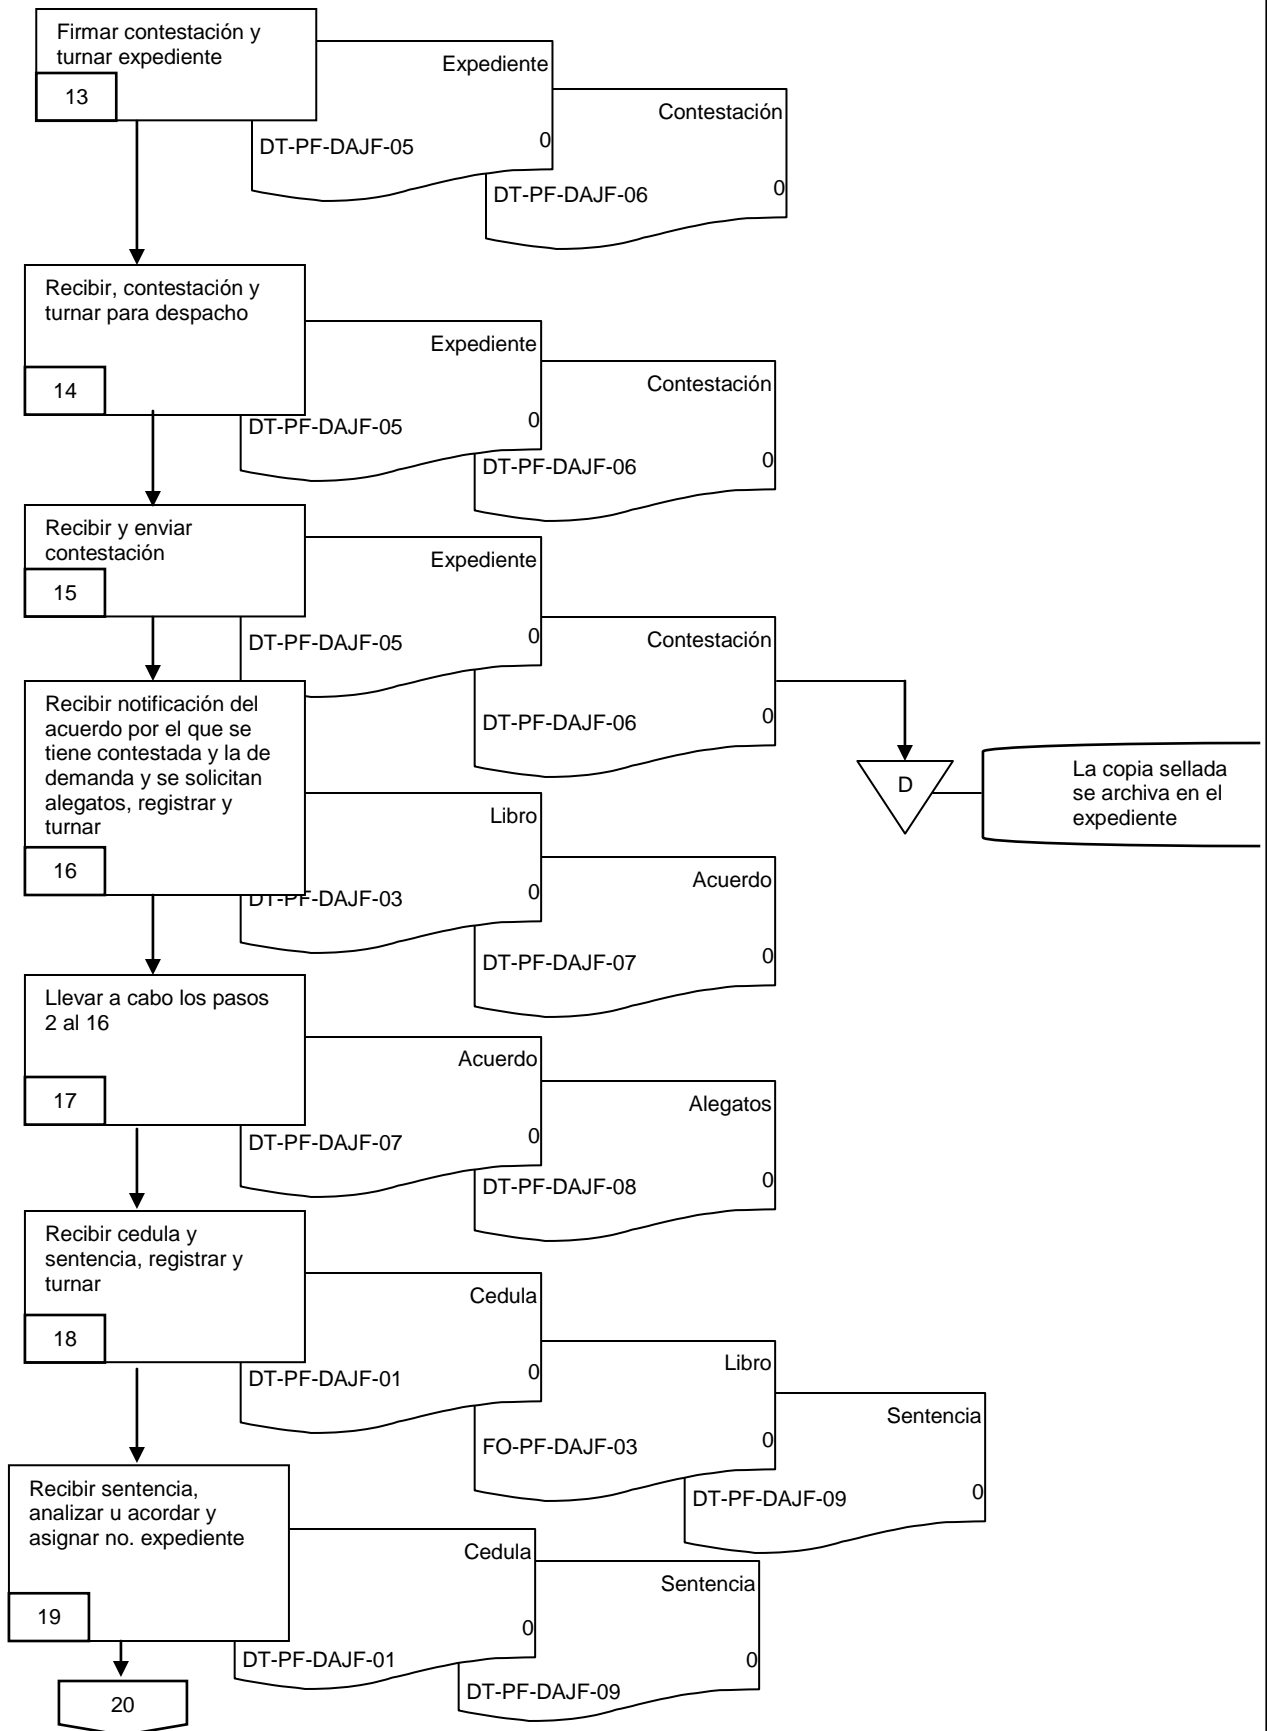 Firmar contestación y
turnar expediente
13
Expediente
0
DT-PF-DAJF-05
Contestación
0
DT-PF-DAJF-06
Recibir, contestación y
turnar para despacho
14
Expediente
0
DT-PF-DAJF-05
Contestación
0
DT-PF-DAJF-06
Recibir y enviar
contestación
15
Expediente
0
DT-PF-DAJF-05
Contestación
0
DT-PF-DAJF-06
D
La copia sellada
se archiva en el
expediente
Recibir notificación del
acuerdo por el que se
tiene contestada y la de
demanda y se solicitan
alegatos, registrar y
turnar
16
Libro
0
DT-PF-DAJF-03
Acuerdo
0
DT-PF-DAJF-07
Llevar a cabo los pasos
2 al 16
17
Acuerdo
0
DT-PF-DAJF-07
Alegatos
0
DT-PF-DAJF-08
Recibir cedula y
sentencia, registrar y
turnar
18
Cedula
0
DT-PF-DAJF-01
Libro
0
FO-PF-DAJF-03
Sentencia
0
DT-PF-DAJF-09
Recibir sentencia,
analizar u acordar y
asignar no. expediente
19
Cedula
0
DT-PF-DAJF-01
Sentencia
0
DT-PF-DAJF-09
20